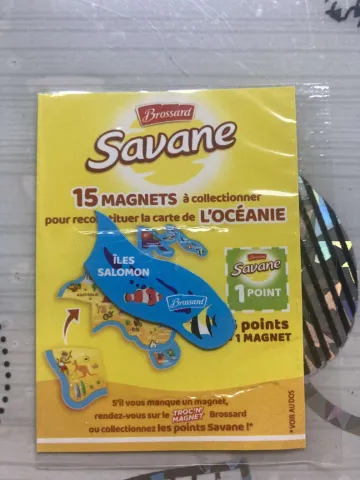 Brossard
Savane
15 MAGNETS à collectionner
pour reconstituer la carte de L'OCÉANIE
ÎLES
SALOMON
Brossard
Brossard
Savane
1 POINT
points
1 MAGNET
S'il vous manque un magnet,
rendez-vous sur le TROC'N' MAGNET Brossard
ou collectionnez les points Savane !*
* VOIR AU DOS